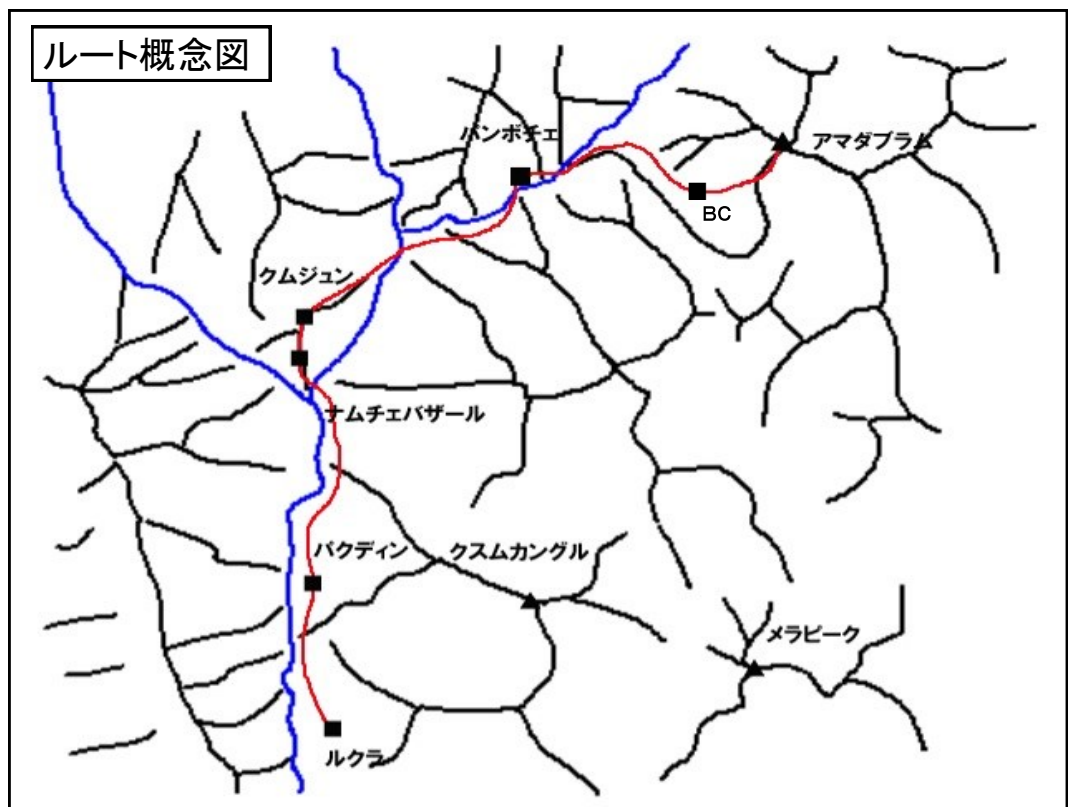 ルート概念図
パンボチェ
アマダブラム
BC
クムジュン
ナムチェバザール
パクディン
クスムカングル
メラピーク
ルクラ